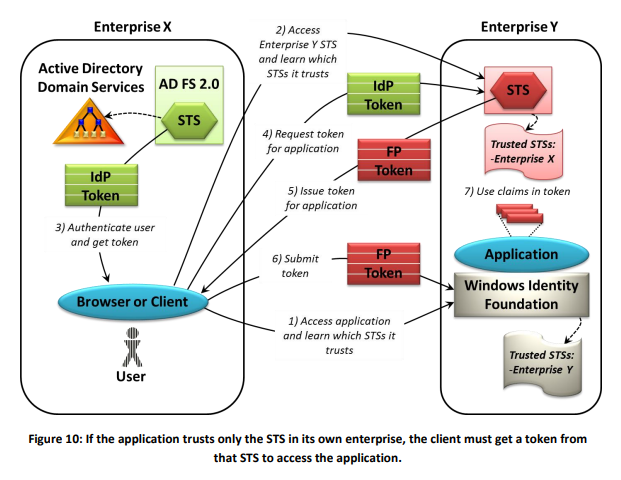 Enterprise X
Enterprise Y
2) Access
Enterprise Y STS
and learn which
STSs it trusts
Active Directory
Domain Services
AD FS 2.0
STS
IdP
Token
STS
IdP
Token
4) Request token
for application
FP
Token
Trusted STSs:
-Enterprise X
3) Authenticate user
and get token
5) Issue token
for application
7) Use claims in token
6) Submit
token
FP
Token
Application
Browser or Client
Windows Identity
Foundation
1) Access application
and learn which STSs it
trusts
User
Trusted STSs:
-Enterprise Y
Figure 10: If the application trusts only the STS in its own enterprise, the client must get a token from
that STS to access the application.